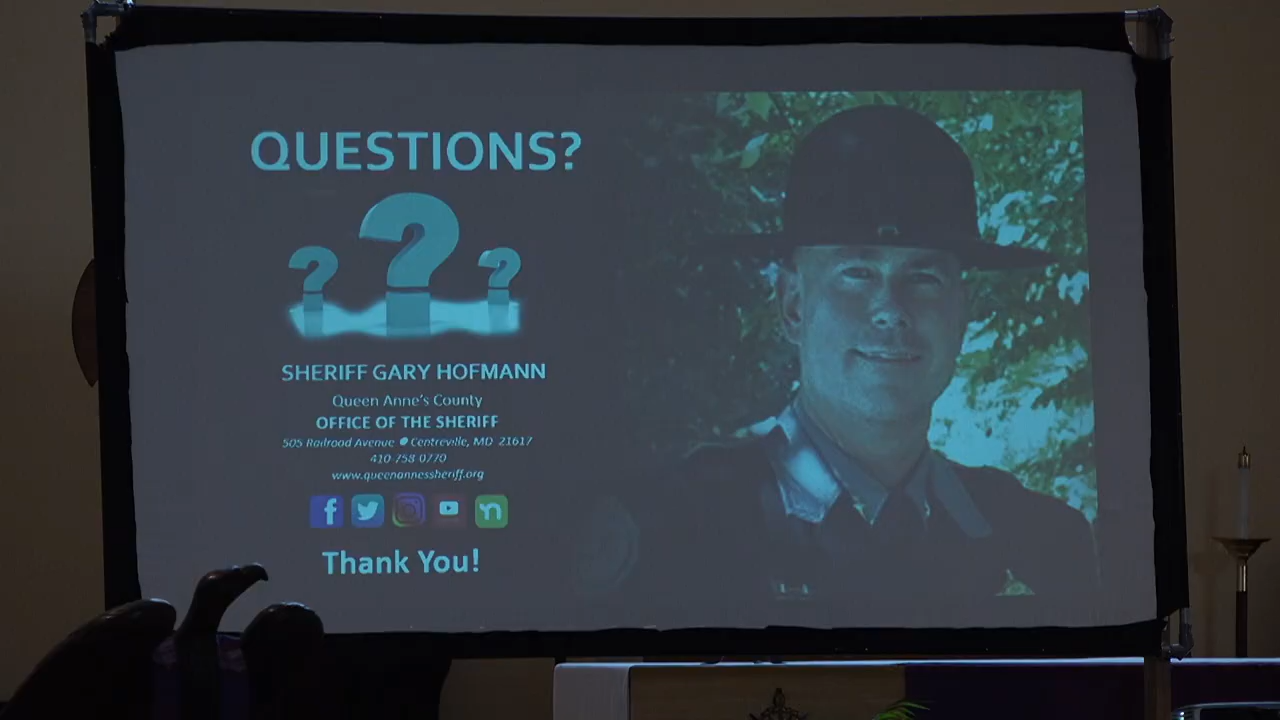 QUESTIONS?
? ? ?
SHERIFF GARY HOFMANN
Queen Anne's County
OFFICE OF THE SHERIFF
505 Railroad Avenue ● Centreville, MD 21617
410-758-0770
www.queenannessheriff.org
Thank You!